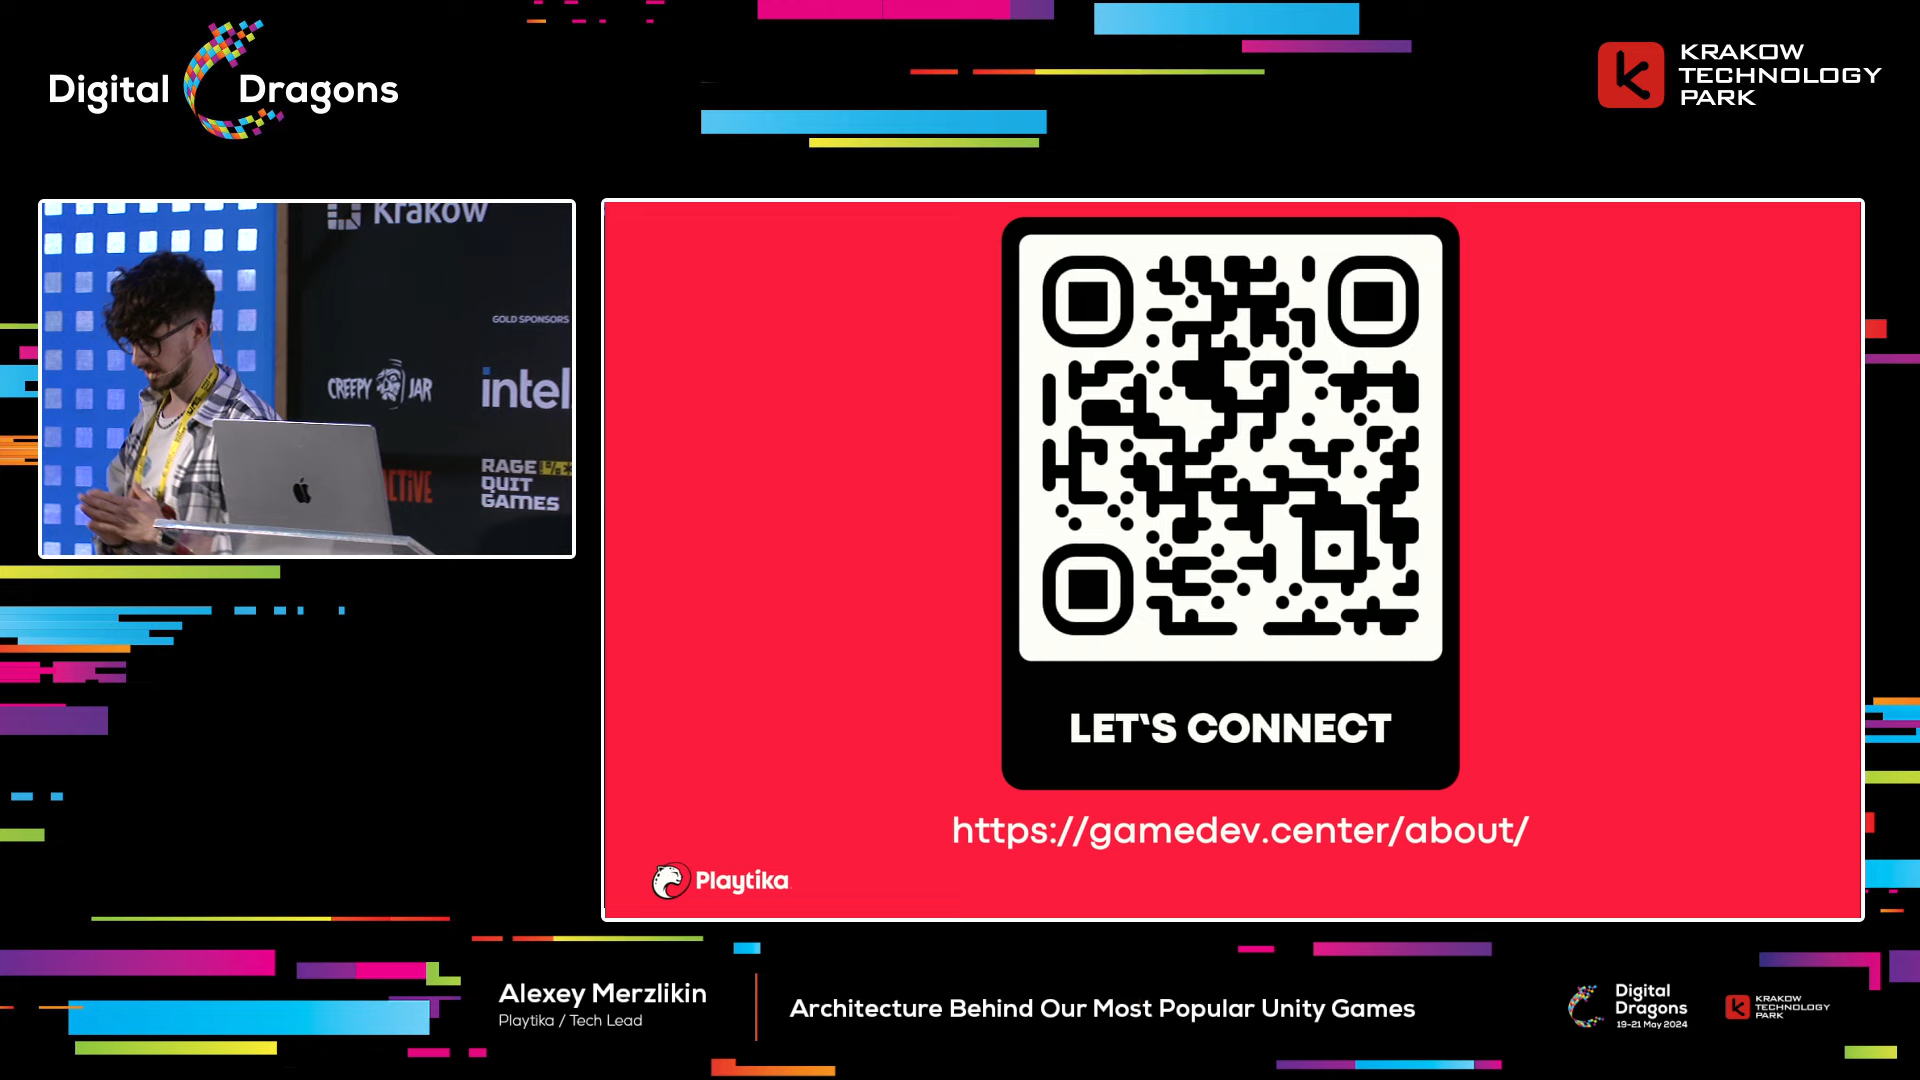 Digital Dragons
KRAKOW
TECHNOLOGY
PARK
Krakow
GOLD SPONSORS
CREEPY JAR
intel
RAGE
QUIT
GAMES
LET'S CONNECT
https://gamedev.center/about/
Playtika
Alexey Merzlikin
Playtika / Tech Lead
Architecture Behind Our Most Popular Unity Games
Digital
Dragons
19-21 May 2024
KRAKOW
TECHNOLOGY
PARK